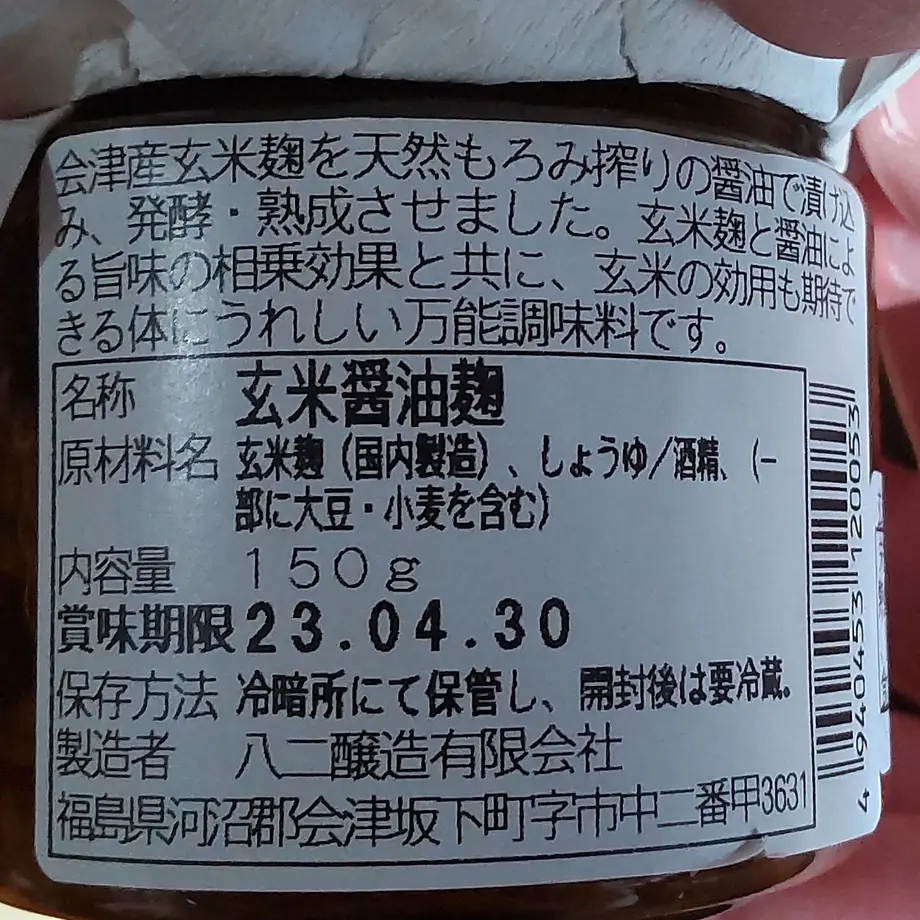 会津産玄米麹を天然もろみ搾りの醤油で漬け込
み、発酵・熟成させました。玄米麹と醤油によ
る旨味の相乗効果と共に、玄米の効用も期待で
きる体にうれしい万能調味料です。
名称 玄米醤油麹
原材料名 玄米麹（国内製造）、しょうゆ／酒精、（一
部に大豆・小麦を含む）
内容量 150g
賞味期限 23.04.30
保存方法 冷暗所にて保管し、開封後は要冷蔵。
製造者 八二醸造有限会社
福島県河沼郡会津坂下町字市中二番甲3631
4 940453 120053